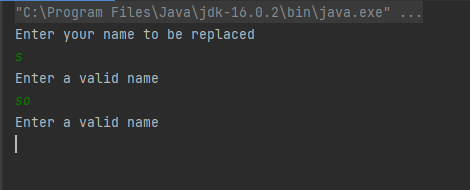 "C:\Program Files\Java\jdk-16.0.2\bin\java.exe" ...
Enter your name to be replaced
s
Enter a valid name
so
Enter a valid name